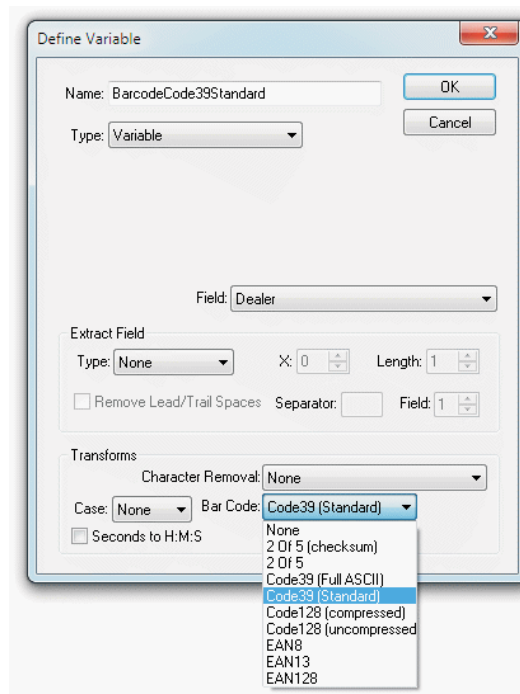 Define Variable
Name: BarcodeCode39Standard
OK
Type: Variable
Cancel
Field: Dealer
Extract Field
Type: None X: 0 Length: 1
Remove Lead/Trail Spaces Separator: Field: 1
Transforms
Character Removal: None
Case: None Bar Code: Code39 (Standard)
Seconds to H:M:S
None
2 Of 5 (checksum)
2 Of 5
Code39 (Full ASCII)
Code39 (Standard)
Code128 (compressed)
Code128 (uncompressed
EAN8
EAN13
EAN128